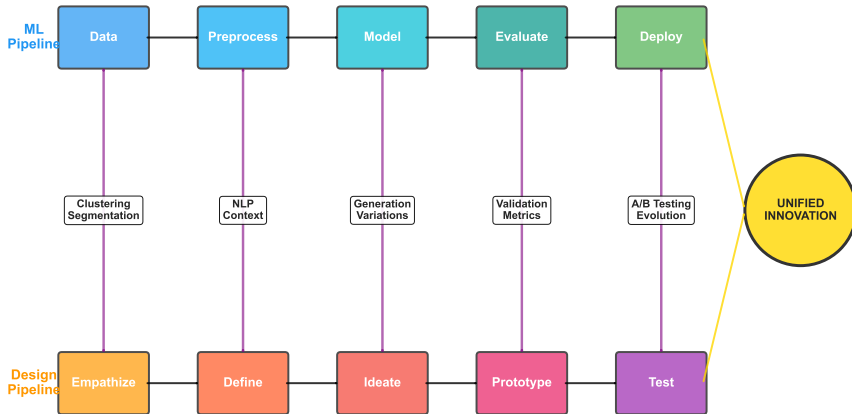 ML
Pipeline
Data
Preprocess
Model
Evaluate
Deploy
Clustering
Segmentation
NLP
Context
Generation
Variations
Validation
Metrics
A/B Testing
Evolution
UNIFIED
INNOVATION
Design
Pipeline
Empathize
Define
Ideate
Prototype
Test